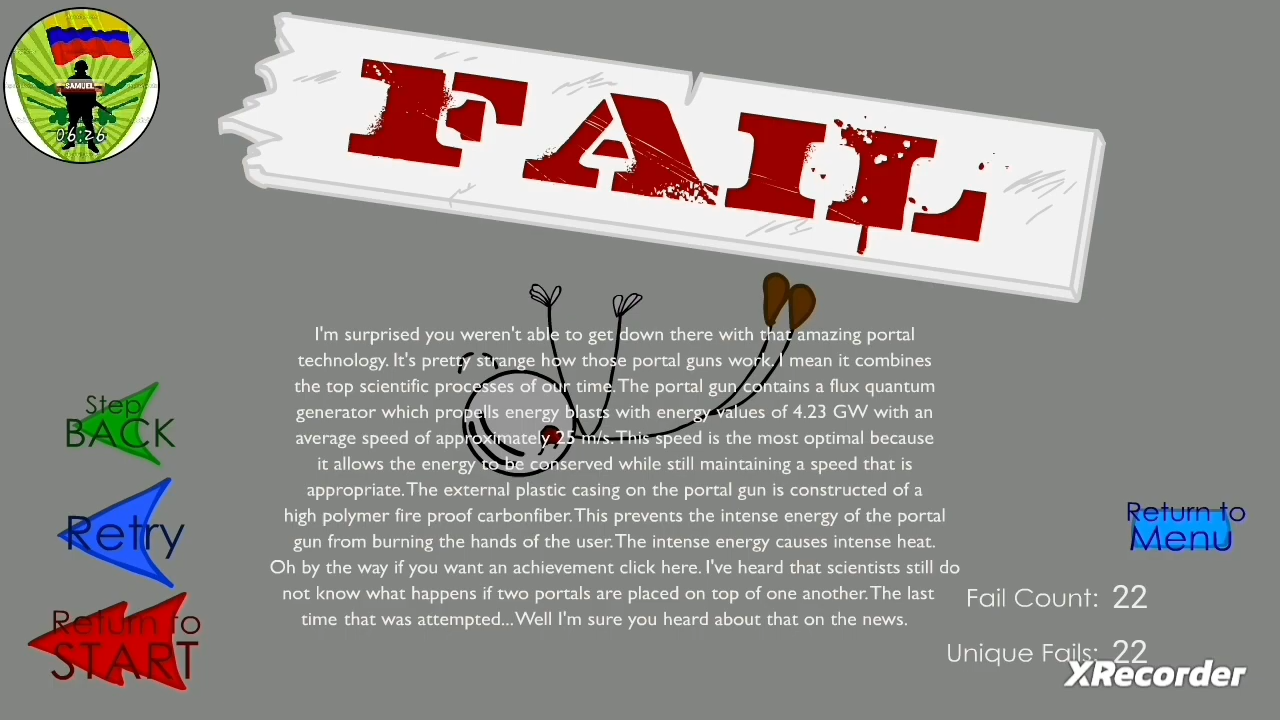 SAMUEL
06:26
FAIL
I'm surprised you weren't able to get down there with that amazing portal
technology. It's pretty strange how those portal guns work. I mean it combines
the top scientific processes of our time. The portal gun contains a flux quantum
generator which propells energy blasts with energy values of 4.23 GW with an
average speed of approximately 25 m/s. This speed is the most optimal because
it allows the energy to be conserved while still maintaining a speed that is
appropriate. The external plastic casing on the portal gun is constructed of a
high polymer fire proof carbonfiber. This prevents the intense energy of the portal
gun from burning the hands of the user. The intense energy causes intense heat.
Oh by the way if you want an achievement click here. I've heard that scientists still do
not know what happens if two portals are placed on top of one another. The last
time that was attempted... Well I'm sure you heard about that on the news.
Step
BACK
Retry
Return to
START
Return to
Menu
Fail Count: 22
Unique Fails: 22
XRecorder